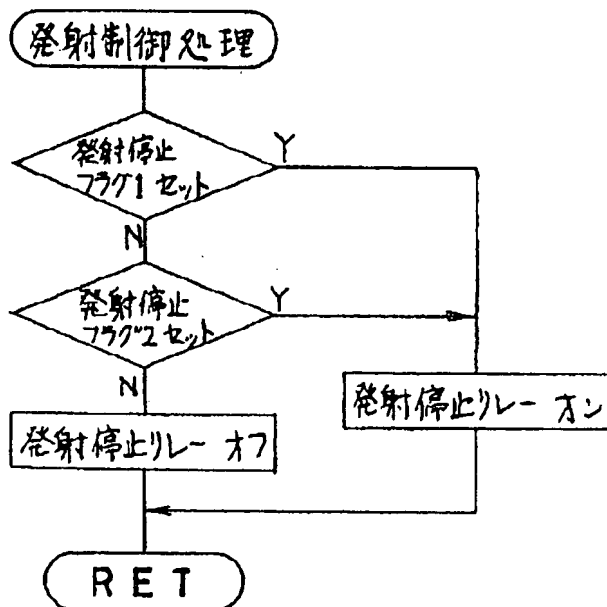 発射制御処理
発射停止
フラグ1 セット
Y
N
発射停止
フラグ2 セット
Y
N
発射停止リレー オフ
発射停止リレー オン
RET